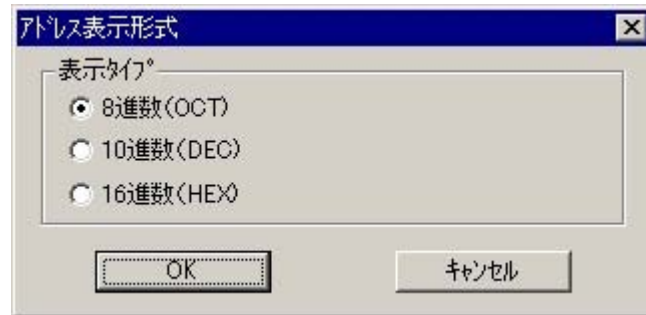 ｱﾄﾞﾚｽ表示形式
表示ﾀｲﾌﾟ
8進数(OCT)
10進数(DEC)
16進数(HEX)
OK
ｷｬﾝｾﾙ